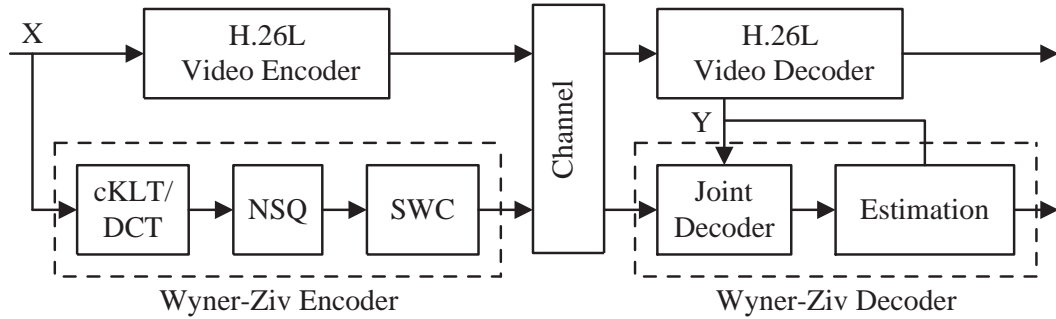 X
H.26L
Video Encoder
Channel
H.26L
Video Decoder
Y
cKLT/
DCT
NSQ
SWC
Joint
Decoder
Estimation
Wyner-Ziv Encoder
Wyner-Ziv Decoder